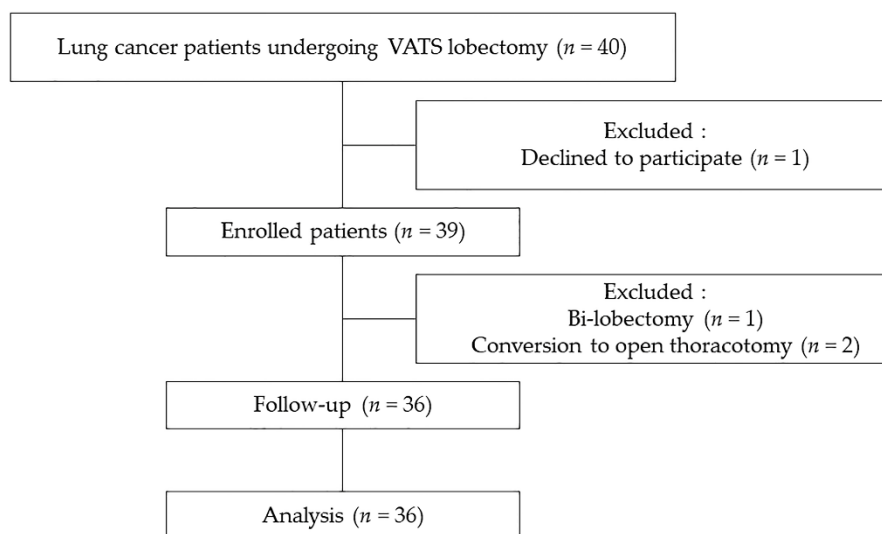 Lung cancer patients undergoing VATS lobectomy (n = 40)
Excluded :
Declined to participate (n = 1)
Enrolled patients (n = 39)
Excluded :
Bi-lobectomy (n = 1)
Conversion to open thoracotomy (n = 2)
Follow-up (n = 36)
Analysis (n = 36)